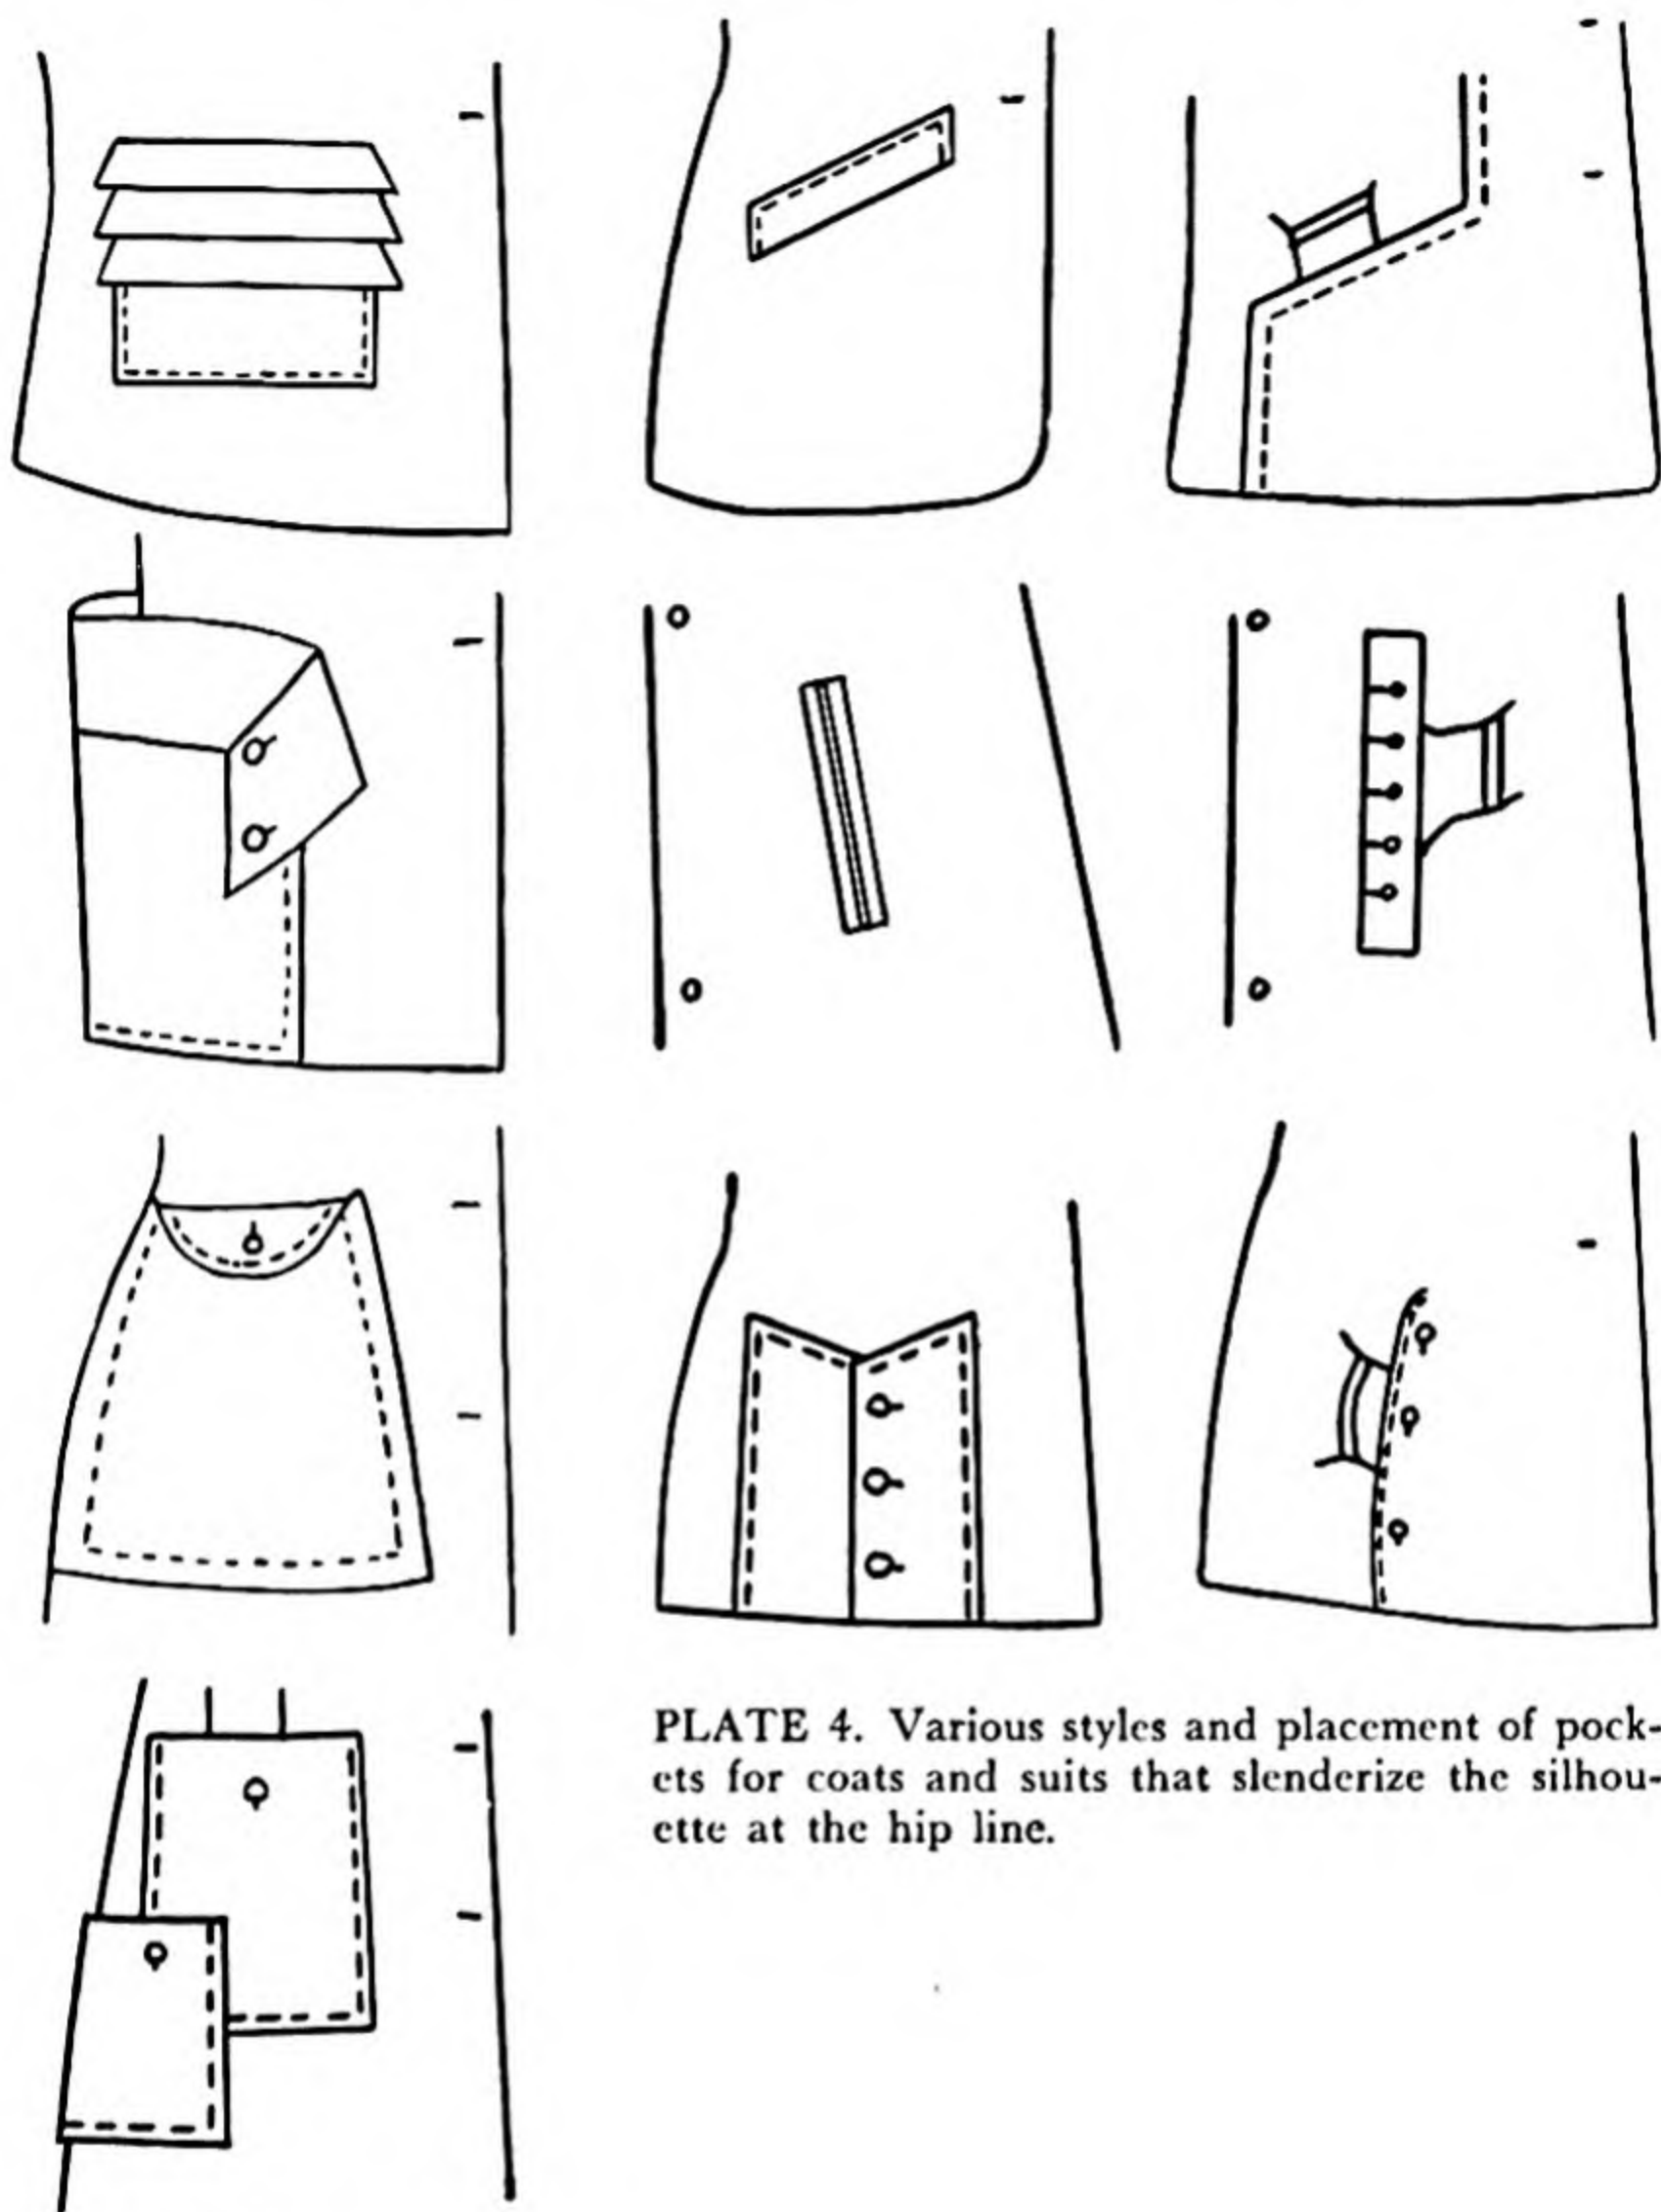 PLATE 4. Various styles and placement of pock-
ets for coats and suits that slenderize the silhou-
ette at the hip line.